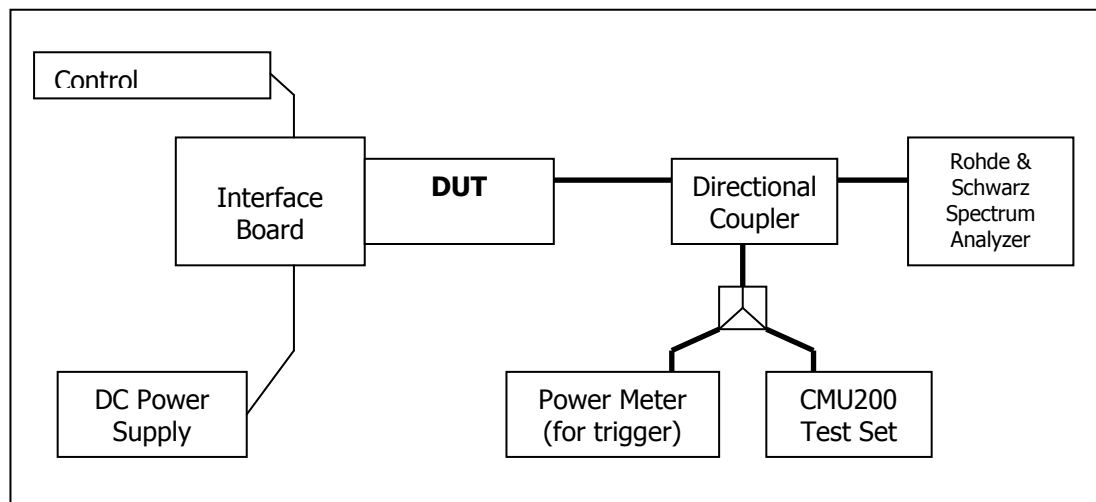 Control
Interface
Board
DUT
Directional
Coupler
Rohde &
Schwarz
Spectrum
Analyzer
DC Power
Supply
Power Meter
(for trigger)
CMU200
Test Set